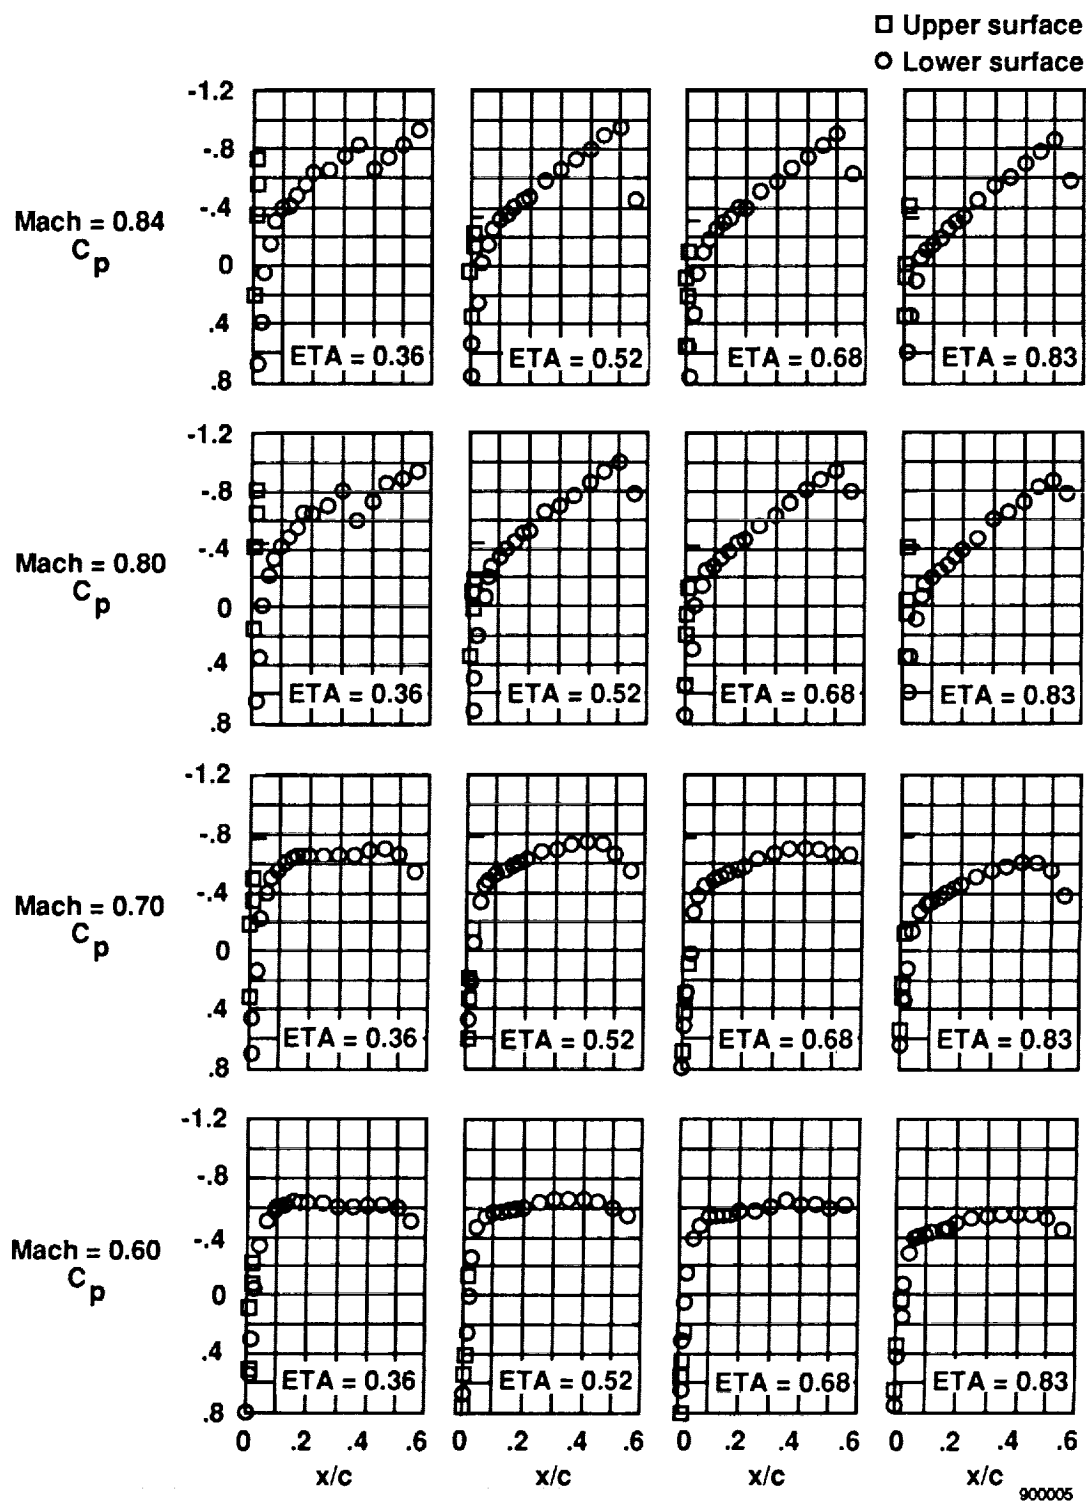 Upper surface
Lower surface
-1.2
-.8
-.4
0
.4
.8
Mach = 0.84
Cp
ETA = 0.36
ETA = 0.52
ETA = 0.68
ETA = 0.83
-1.2
-.8
-.4
0
.4
.8
Mach = 0.80
Cp
ETA = 0.36
ETA = 0.52
ETA = 0.68
ETA = 0.83
-1.2
-.8
-.4
0
.4
.8
Mach = 0.70
Cp
ETA = 0.36
ETA = 0.52
ETA = 0.68
ETA = 0.83
-1.2
-.8
-.4
0
.4
.8
Mach = 0.60
Cp
ETA = 0.36
ETA = 0.52
ETA = 0.68
ETA = 0.83
0 .2 .4 .6 0 .2 .4 .6 0 .2 .4 .6 0 .2 .4 .6
x/c x/c x/c x/c
900005